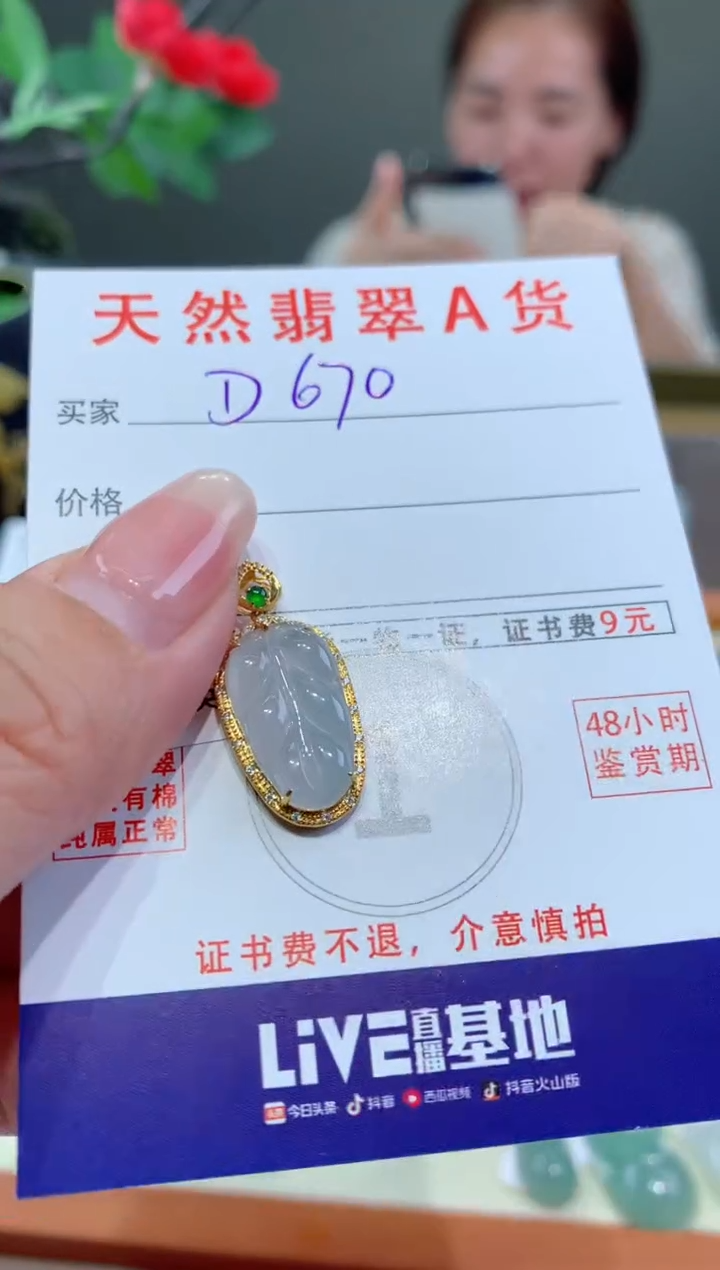 天然翡翠A货
买家 D670
价格
一物一证，证书费9元
48小时
鉴赏期
翠
有棉
纯属正常
证书费不退，介意慎拍
LiVE直播基地
今日头条 抖音 西瓜视频 抖音火山版